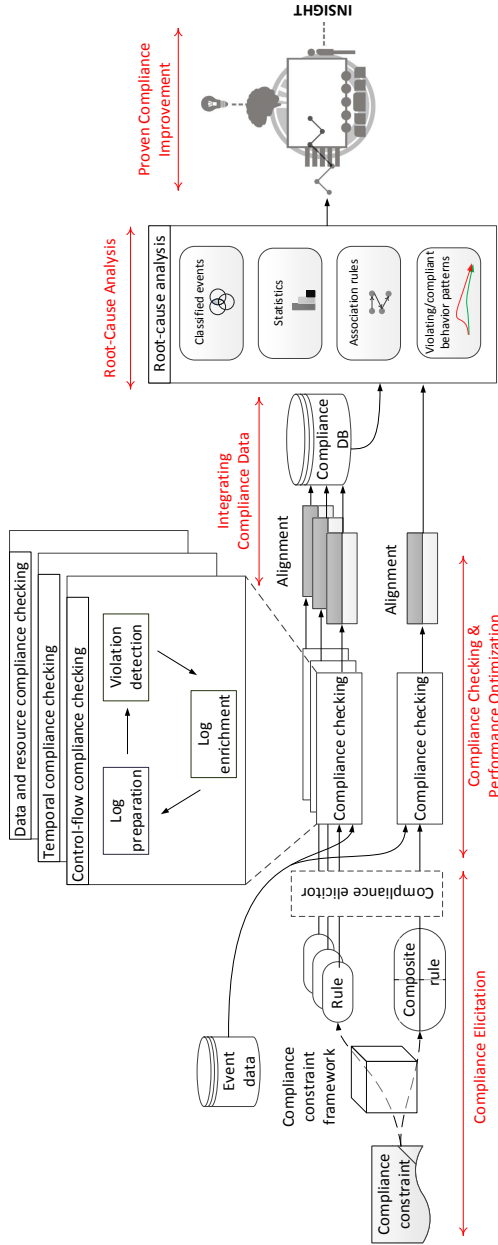 Compliance
constraint
Compliance
constraint
framework
Event
data
Rule
Composite
rule
Compliance elicitor
Compliance Elicitation
Data and resource compliance checking
Temporal compliance checking
Control-flow compliance checking
Log
preparation
Violation
detection
Log
enrichment
Compliance checking
Compliance checking
Compliance Checking &
Performance Optimization
Alignment
Alignment
Integrating
Compliance Data
Compliance
DB
Root-Cause Analysis
Root-cause analysis
Classified events
Statistics
Association rules
Violating/compliant
behavior patterns
Proven Compliance
Improvement
INSIGHT